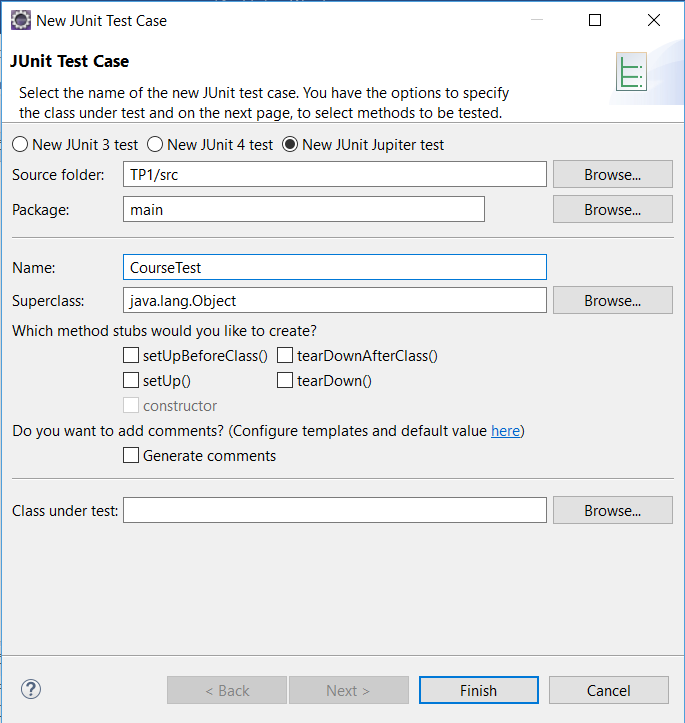 New JUnit Test Case
JUnit Test Case
Select the name of the new JUnit test case. You have the options to specify
the class under test and on the next page, to select methods to be tested.
New JUnit 3 test New JUnit 4 test New JUnit Jupiter test
Source folder: TP1/src Browse...
Package: main Browse...
Name: CourseTest
Superclass: java.lang.Object Browse...
Which method stubs would you like to create?
setUpBeforeClass() tearDownAfterClass()
setUp() tearDown()
constructor
Do you want to add comments? (Configure templates and default value here)
Generate comments
Class under test: Browse...
? < Back Next > Finish Cancel